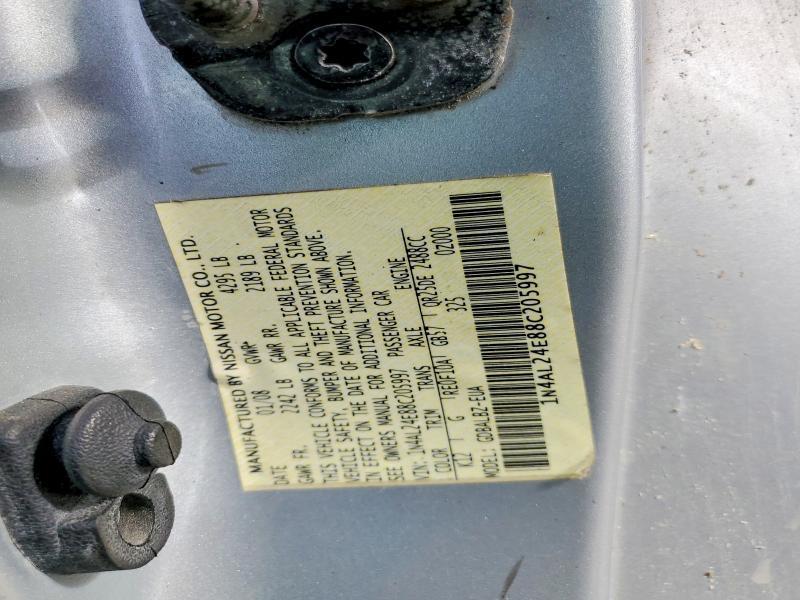 MANUFACTURED BY NISSAN MOTOR CO., LTD.
DATE 01/08 GVWR 4295 LB
GAWR FR. 2242 LB GAWR RR. 2189 LB
THIS VEHICLE CONFORMS TO ALL APPLICABLE FEDERAL MOTOR
VEHICLE SAFETY, BUMPER AND THEFT PREVENTION STANDARDS
IN EFFECT ON THE DATE OF MANUFACTURE SHOWN ABOVE.
SEE OWNERS MANUAL FOR ADDITIONAL INFORMATION.
VIN: 1N4AL24E88C205997 PASSENGER CAR
COLOR TRIM TRANS AXLE ENGINE
K12 G RE0F10A GB57 QR25DE 2488CC
MODEL: GDBALBZ-EUA 325 02000
1N4AL24E88C205997